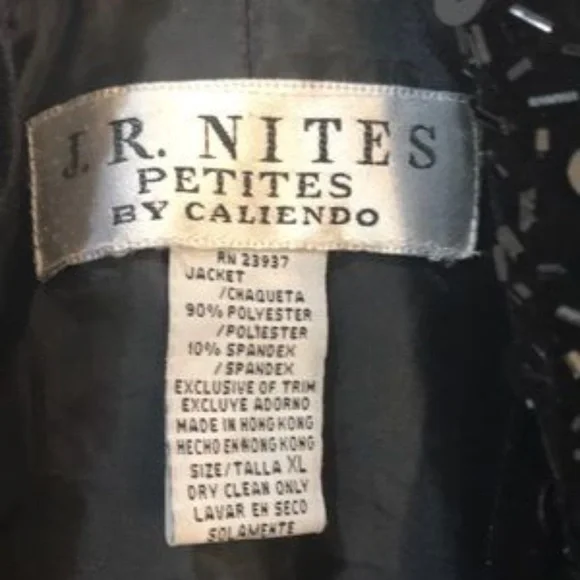 J. R. NITES
PETITES
BY CALIENDO
RN 23937
JACKET
/CHAQUETA
90% POLYESTER
/POLIESTER
10% SPANDEX
/SPANDEX
EXCLUSIVE OF TRIM
EXCLUYE ADORNO
MADE IN HONG KONG
HECHO EN HONG KONG
SIZE/TALLA XL
DRY CLEAN ONLY
LAVAR EN SECO
SOLAMENTE